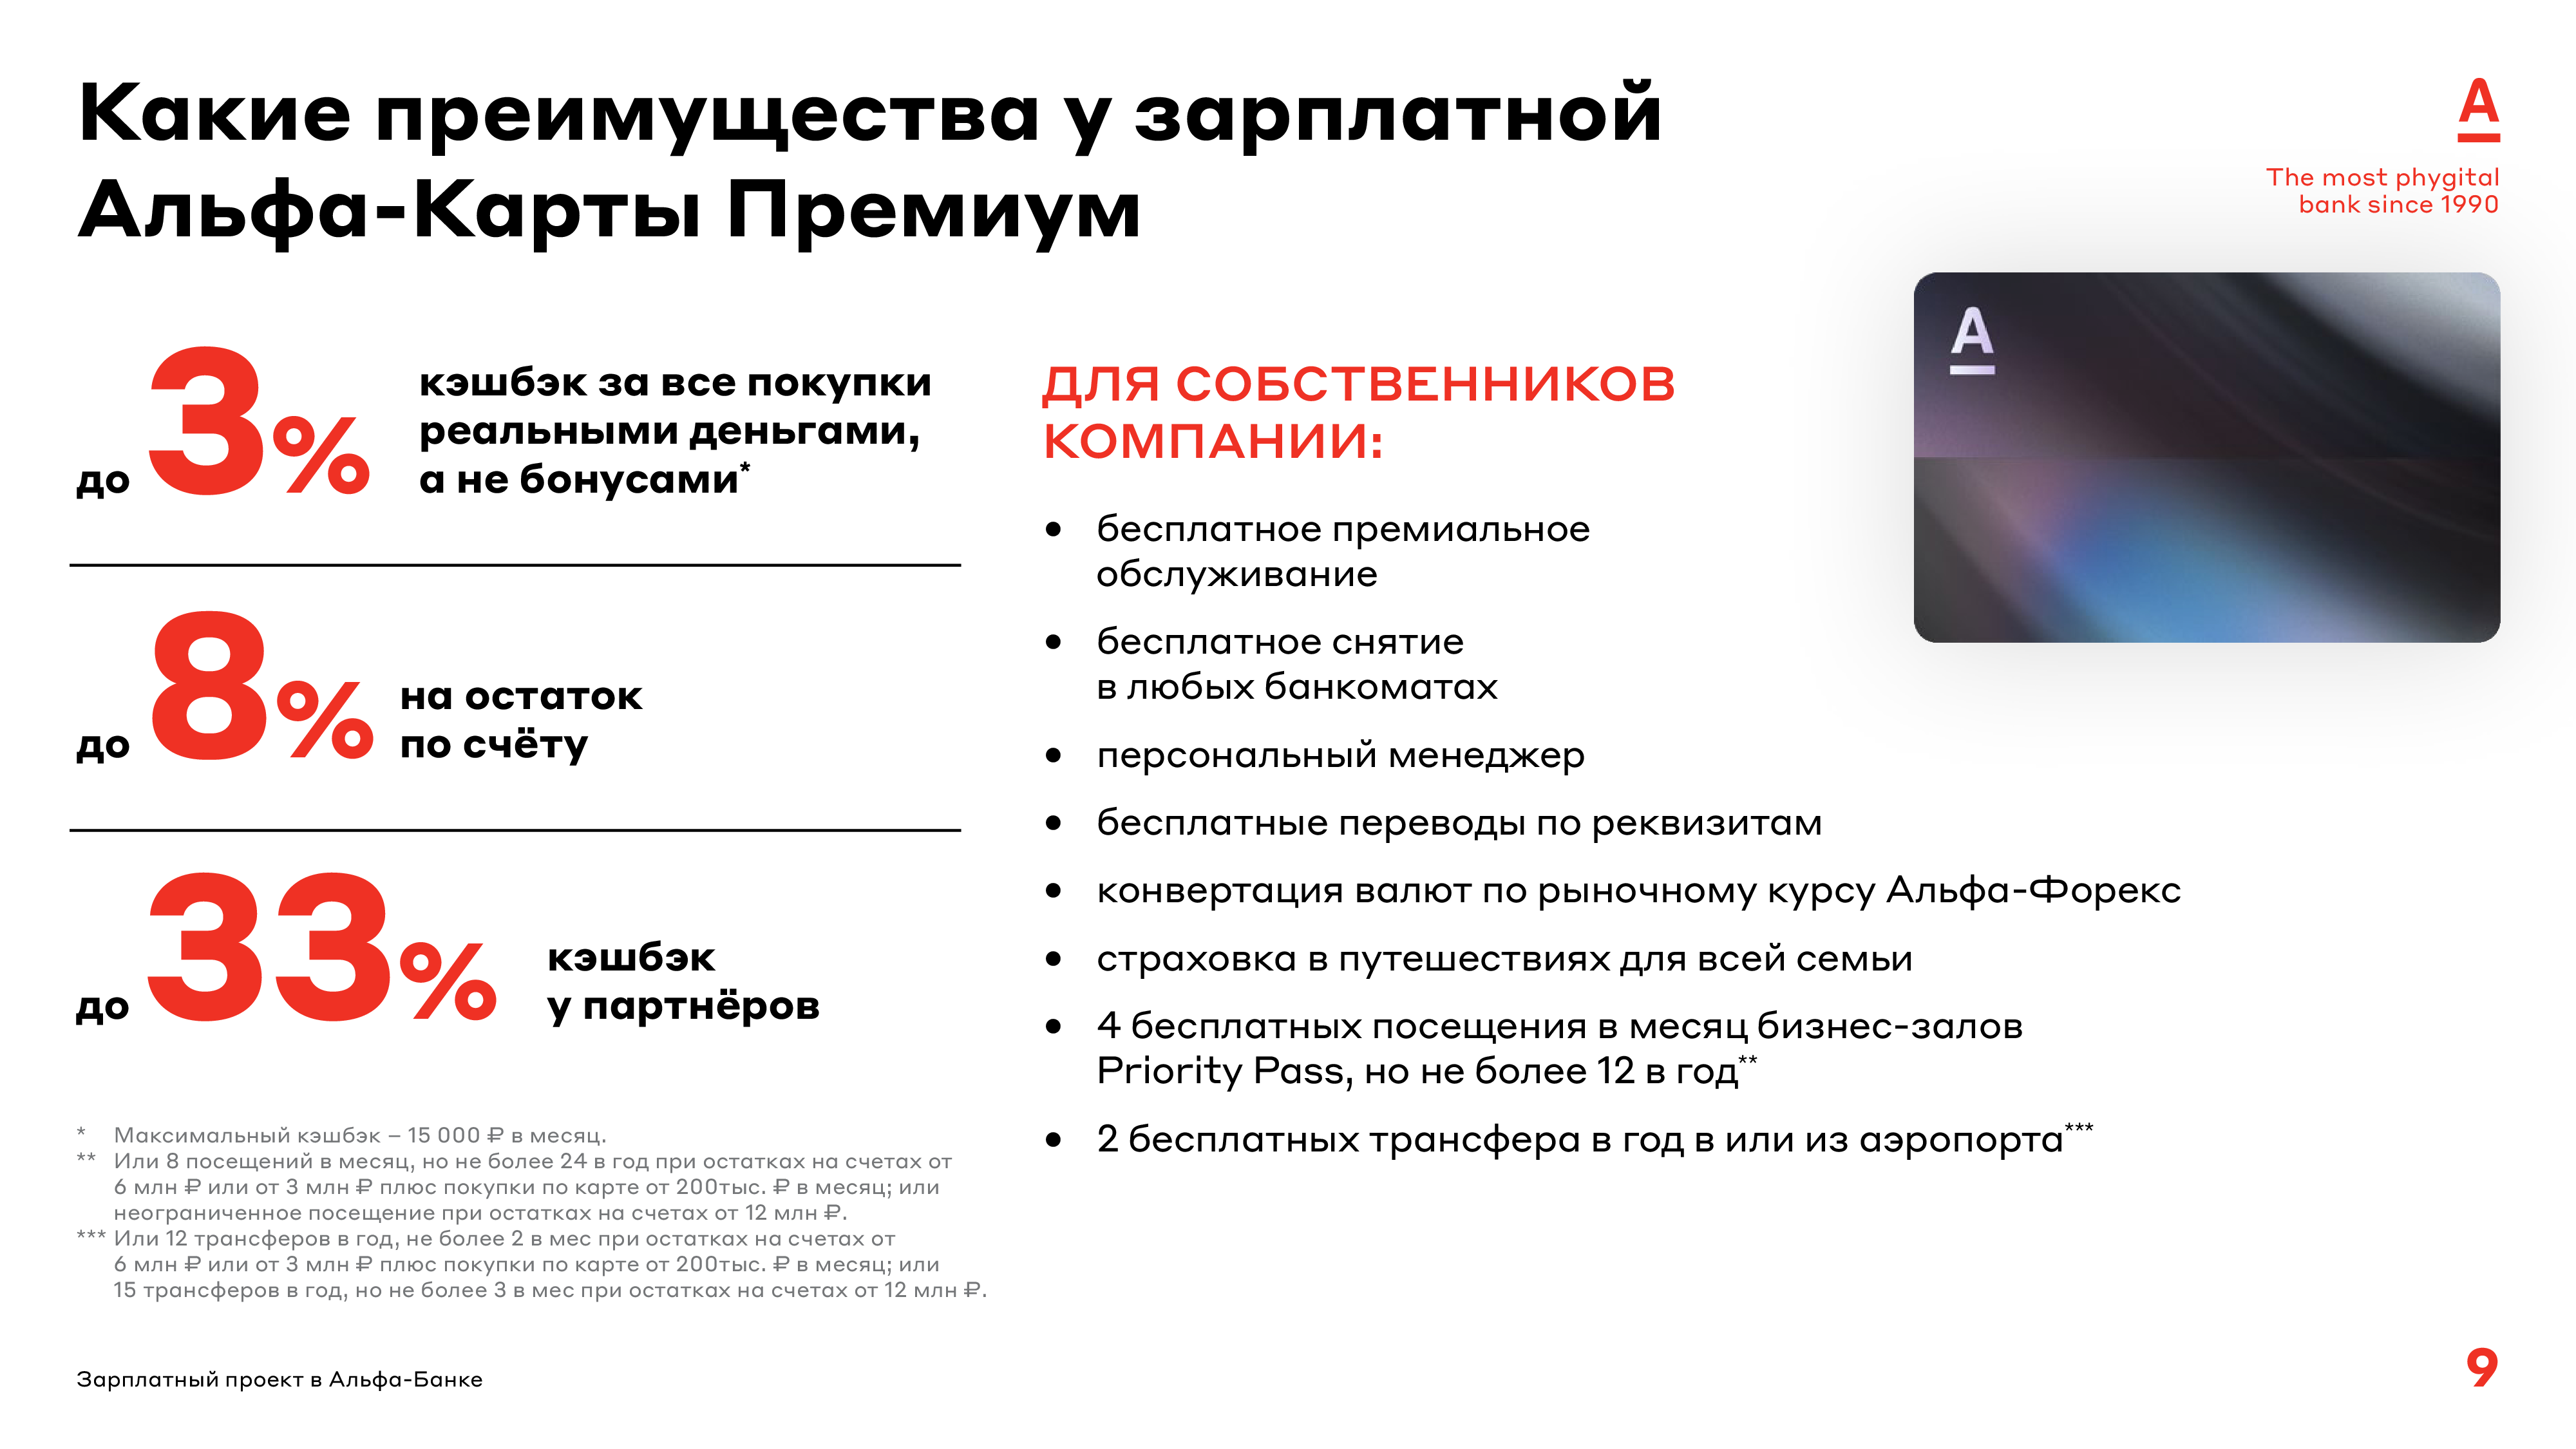 Какие преимущества у зарплатной
Альфа-Карты Премиум
А
The most phygital
bank since 1990
до 3%
кэшбэк за все покупки
реальными деньгами,
а не бонусами*
до 8%
на остаток
по счёту
до 33%
кэшбэк
у партнёров
* Максимальный кэшбэк – 15 000 ₽ в месяц.
** Или 8 посещений в месяц, но не более 24 в год при остатках на счетах от
6 млн ₽ или от 3 млн ₽ плюс покупки по карте от 200тыс. ₽ в месяц; или
неограниченное посещение при остатках на счетах от 12 млн ₽.
*** Или 12 трансферов в год, не более 2 в мес при остатках на счетах от
6 млн ₽ или от 3 млн ₽ плюс покупки по карте от 200тыс. ₽ в месяц; или
15 трансферов в год, но не более 3 в мес при остатках на счетах от 12 млн ₽.
ДЛЯ СОБСТВЕННИКОВ
КОМПАНИИ:
• бесплатное премиальное
обслуживание
• бесплатное снятие
в любых банкоматах
• персональный менеджер
• бесплатные переводы по реквизитам
• конвертация валют по рыночному курсу Альфа-Форекс
• страховка в путешествиях для всей семьи
• 4 бесплатных посещения в месяц бизнес-залов
Priority Pass, но не более 12 в год**
• 2 бесплатных трансфера в год в или из аэропорта***
А
Зарплатный проект в Альфа-Банке
9